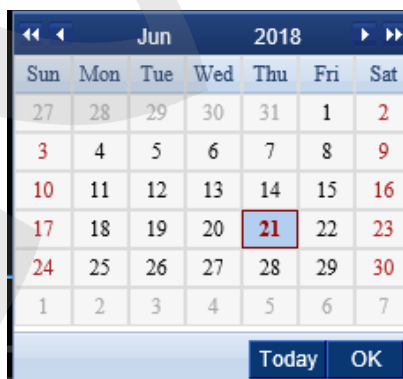 Jun 2018
Sun Mon Tue Wed Thu Fri Sat
27 28 29 30 31 1 2
3 4 5 6 7 8 9
10 11 12 13 14 15 16
17 18 19 20 21 22 23
24 25 26 27 28 29 30
1 2 3 4 5 6 7
Today OK